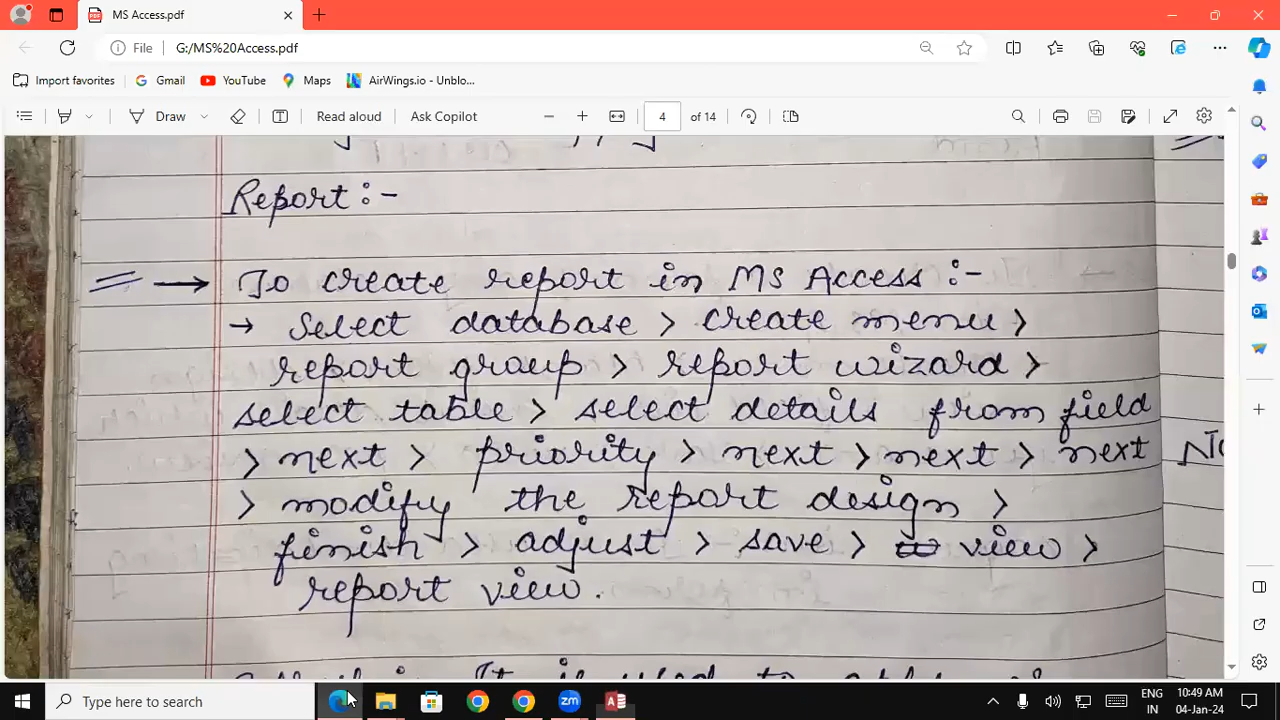 MS Access.pdf
File G:/MS%20Access.pdf
Import favorites Gmail YouTube Maps AirWings.io - Unblo...
Draw Read aloud Ask Copilot 4 of 14
Report :-
To create report in MS Access :-
→ Select database > create menu >
report group > report wizard >
select table > select details from field
> next > priority > next > next > next
> modify the report design >
finish > adjust > save > view >
report view .
Type here to search
ENG
IN
10:49 AM
04-Jan-24